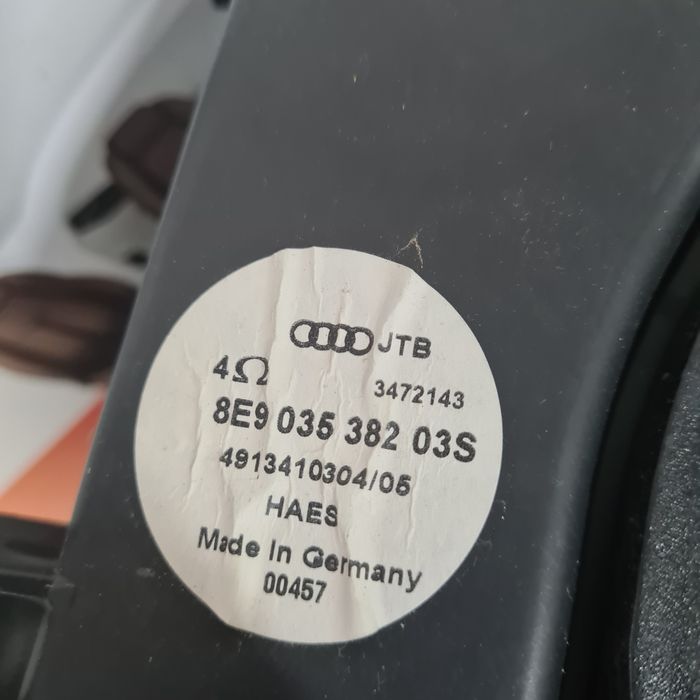 JTB
4Ω
3472143
8E9 035 382 03S
4913410304/05
HAES
Made In Germany
00457